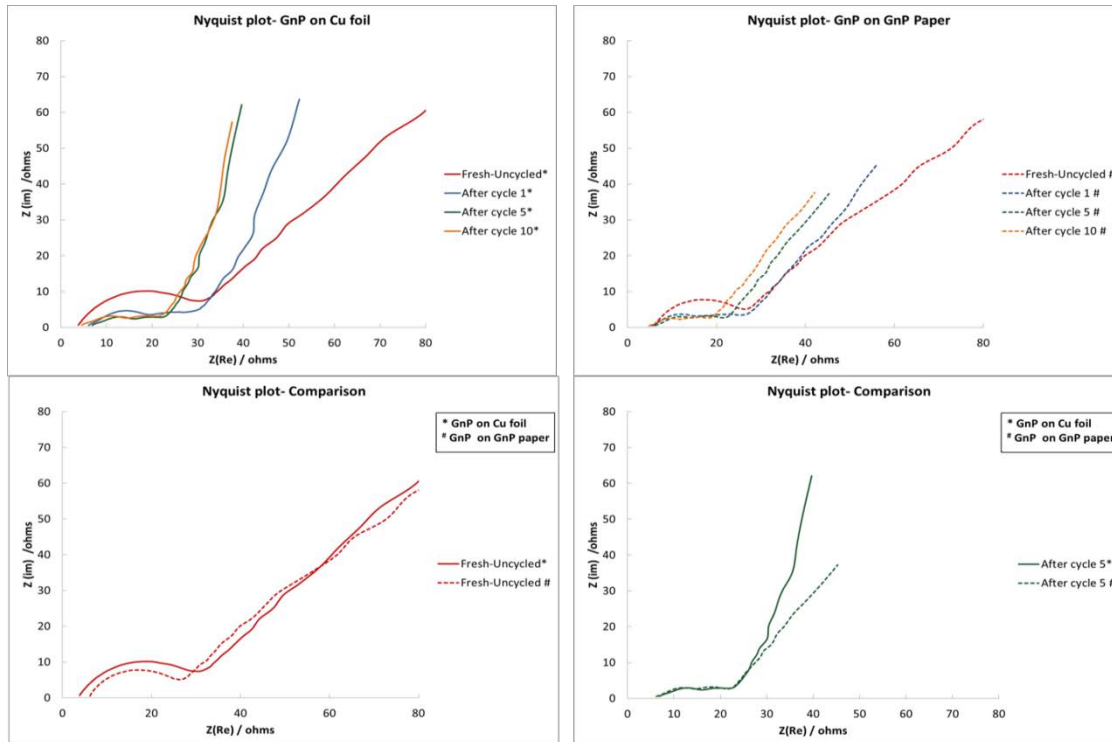 Nyquist plot- GnP on Cu foil
80
70
60
50
40
30
20
10
0
Z (im) /ohms
0 10 20 30 40 50 60 70 80
Z(Re) / ohms
Fresh-Uncycled*
After cycle 1*
After cycle 5*
After cycle 10*
Nyquist plot- GnP on GnP Paper
80
70
60
50
40
30
20
10
0
Z (im) /ohms
0 20 40 60 80
Z(Re) / ohms
Fresh-Uncycled #
After cycle 1 #
After cycle 5 #
After cycle 10 #
Nyquist plot- Comparison
* GnP on Cu foil
# GnP on GnP paper
80
70
60
50
40
30
20
10
0
Z (im) /ohms
0 20 40 60 80
Z(Re) / ohms
Fresh-Uncycled*
Fresh-Uncycled #
Nyquist plot- Comparison
* GnP on Cu foil
# GnP on GnP paper
80
70
60
50
40
30
20
10
0
Z (im) /ohms
0 10 20 30 40 50 60 70 80
Z(Re) / ohms
After cycle 5*
After cycle 5 #